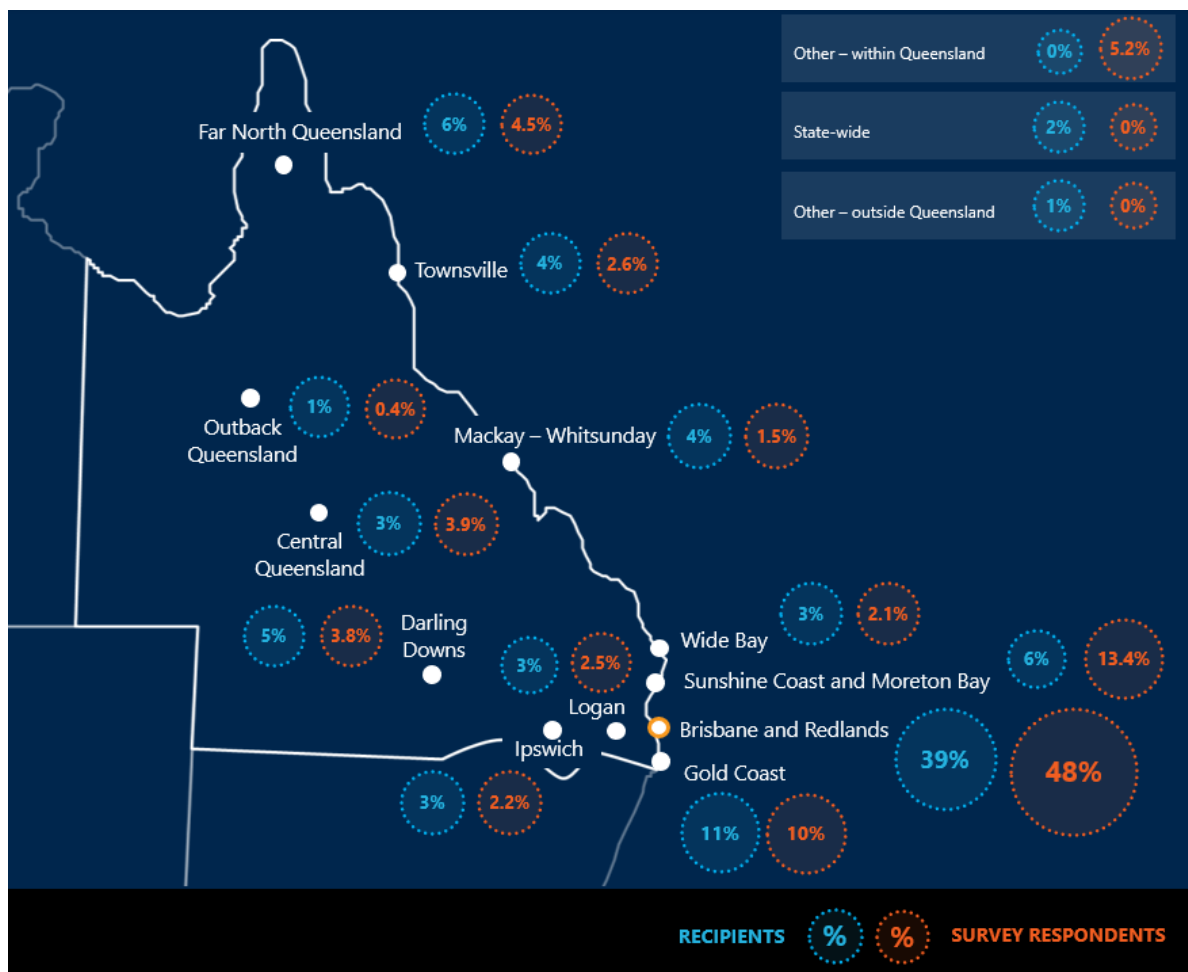 Other – within Queensland 0% 5.2%
State-wide 2% 0%
Other – outside Queensland 1% 0%
Far North Queensland 6% 4.5%
Townsville 4% 2.6%
Outback
Queensland
1% 0.4%
Mackay – Whitsunday 4% 1.5%
Central
Queensland
3% 3.9%
5% 3.8%
Darling
Downs
3% 2.5%
Logan
Ipswich
3% 2.2%
Wide Bay 3% 2.1%
Sunshine Coast and Moreton Bay 6% 13.4%
Brisbane and Redlands 39% 48%
Gold Coast
11% 10%
RECIPIENTS % % SURVEY RESPONDENTS